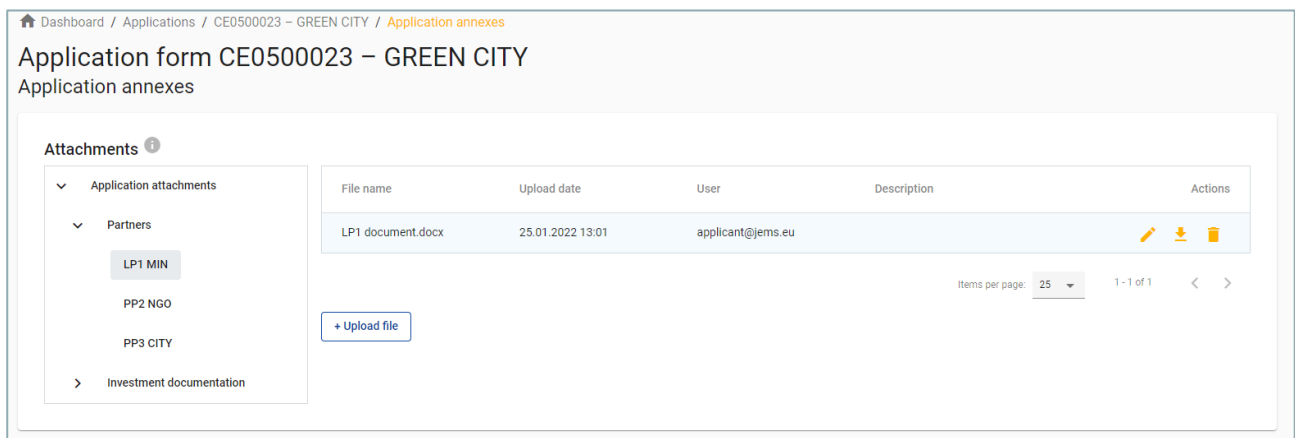 Dashboard / Applications / CE0500023 – GREEN CITY / Application annexes
Application form CE0500023 – GREEN CITY
Application annexes
Attachments
Application attachments
Partners
LP1 MIN
PP2 NGO
PP3 CITY
Investment documentation
File name Upload date User Description Actions
LP1 document.docx 25.01.2022 13:01 applicant@jems.eu
Items per page: 25 1 - 1 of 1
+ Upload file